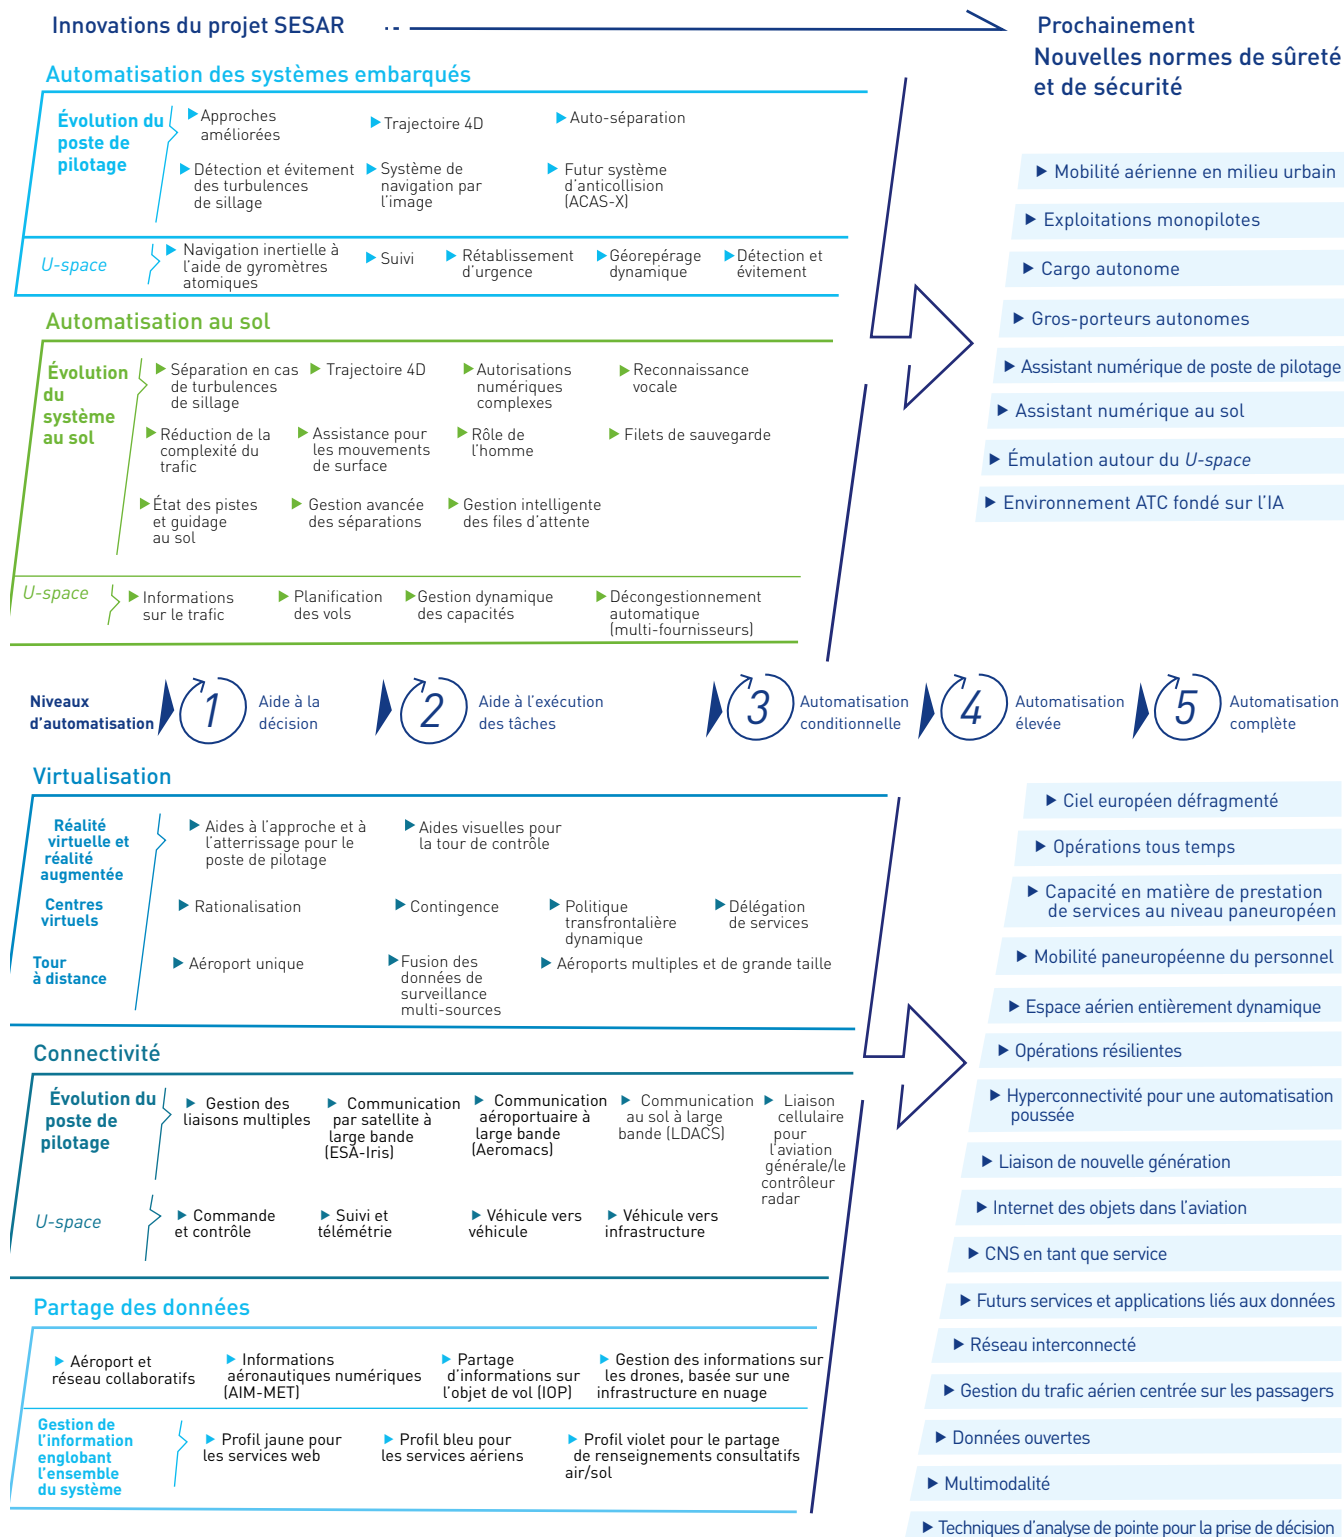 Innovations du projet SESAR
Prochainement
Nouvelles normes de sûreté
et de sécurité
Automatisation des systèmes embarqués
Évolution du
poste de
pilotage
▶ Approches
améliorées
▶ Trajectoire 4D
▶ Auto-séparation
▶ Détection et évitement
des turbulences
de sillage
▶ Système de
navigation par
l'image
▶ Futur système
d'anticollision
(ACAS-X)
U-space
▶ Navigation inertielle à
l'aide de gyromètres
atomiques
▶ Suivi
▶ Rétablissement
d'urgence
▶ Géorepérage
dynamique
▶ Détection et
évitement
Automatisation au sol
Évolution
du
système
au sol
▶ Séparation en cas
de turbulences
de sillage
▶ Trajectoire 4D
▶ Autorisations
numériques
complexes
▶ Reconnaissance
vocale
▶ Réduction de la
complexité du
trafic
▶ Assistance pour
les mouvements
de surface
▶ Rôle de
l'homme
▶ Filets de sauvegarde
▶ État des pistes
et guidage
au sol
▶ Gestion avancée
des séparations
▶ Gestion intelligente
des files d'attente
U-space
▶ Informations
sur le trafic
▶ Planification
des vols
▶ Gestion dynamique
des capacités
▶ Décongestionnement
automatique
(multi-fournisseurs)
▶ Mobilité aérienne en milieu urbain
▶ Exploitations monopilotes
▶ Cargo autonome
▶ Gros-porteurs autonomes
▶ Assistant numérique de poste de pilotage
▶ Assistant numérique au sol
▶ Émulation autour du U-space
▶ Environnement ATC fondé sur l'IA
Niveaux
d'automatisation
1
Aide à la
décision
2
Aide à l'exécution
des tâches
3
Automatisation
conditionnelle
4
Automatisation
élevée
5
Automatisation
complète
Virtualisation
Réalité
virtuelle et
réalité
augmentée
▶ Aides à l'approche et à
l'atterrissage pour le
poste de pilotage
▶ Aides visuelles pour
la tour de contrôle
Centres
virtuels
▶ Rationalisation
▶ Contingence
▶ Politique
transfrontalière
dynamique
▶ Délégation
de services
Tour
à distance
▶ Aéroport unique
▶ Fusion des
données de
surveillance
multi-sources
▶ Aéroports multiples et de grande taille
Connectivité
Évolution du
poste de
pilotage
▶ Gestion des
liaisons multiples
▶ Communication
par satellite à
large bande
(ESA-Iris)
▶ Communication
aéroportuaire à
large bande
(Aeromacs)
▶ Communication
au sol à large
bande (LDACS)
▶ Liaison
cellulaire
pour
l'aviation
générale/le
contrôleur
radar
U-space
▶ Commande
et contrôle
▶ Suivi et
télémétrie
▶ Véhicule vers
véhicule
▶ Véhicule vers
infrastructure
Partage des données
▶ Aéroport et
réseau collaboratifs
▶ Informations
aéronautiques numériques
(AIM-MET)
▶ Partage
d'informations sur
l'objet de vol (IOP)
▶ Gestion des informations sur
les drones, basée sur une
infrastructure en nuage
Gestion de
l'information
englobant
l'ensemble
du système
▶ Profil jaune pour
les services web
▶ Profil bleu pour
les services aériens
▶ Profil violet pour le partage
de renseignements consultatifs
air/sol
▶ Ciel européen défragmenté
▶ Opérations tous temps
▶ Capacité en matière de prestation
de services au niveau paneuropéen
▶ Mobilité paneuropéenne du personnel
▶ Espace aérien entièrement dynamique
▶ Opérations résilientes
▶ Hyperconnectivité pour une automatisation
poussée
▶ Liaison de nouvelle génération
▶ Internet des objets dans l'aviation
▶ CNS en tant que service
▶ Futurs services et applications liés aux données
▶ Réseau interconnecté
▶ Gestion du trafic aérien centrée sur les passagers
▶ Données ouvertes
▶ Multimodalité
▶ Techniques d'analyse de pointe pour la prise de décision